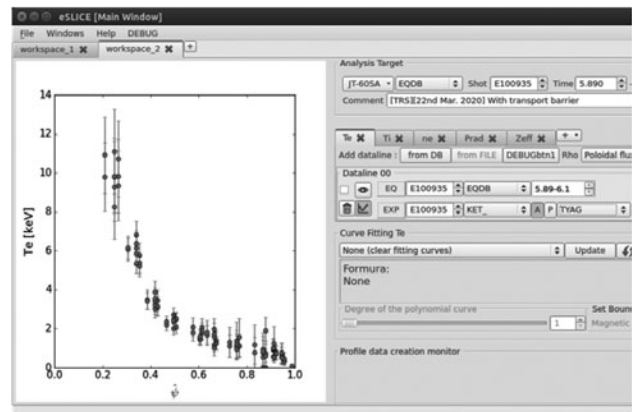 eSLICE [Main Window]
File Windows Help DEBUG
workspace_1 workspace_2
Analysis Target
JT-60SA EQDB Shot E100935 Time 5.890
Comment [TRS][22nd Mar. 2020] With transport barrier
Te Ti ne Prad Zeff
Add dataline : from DB from FILE DEBUGbtn1 Rho Poloidal flu
Dataline 00
EQ E100935 EQDB 5.89-6.1
EXP E100935 KET_ A P TYAG
Curve Fitting Te
None (clear fitting curves) Update
Formura:
None
Degree of the polynomial curve Set Boun
1 Magnetic
Profile data creation monitor
Te [keV]
14
12
10
8
6
4
2
0
0.0 0.2 0.4 0.6 0.8 1.0